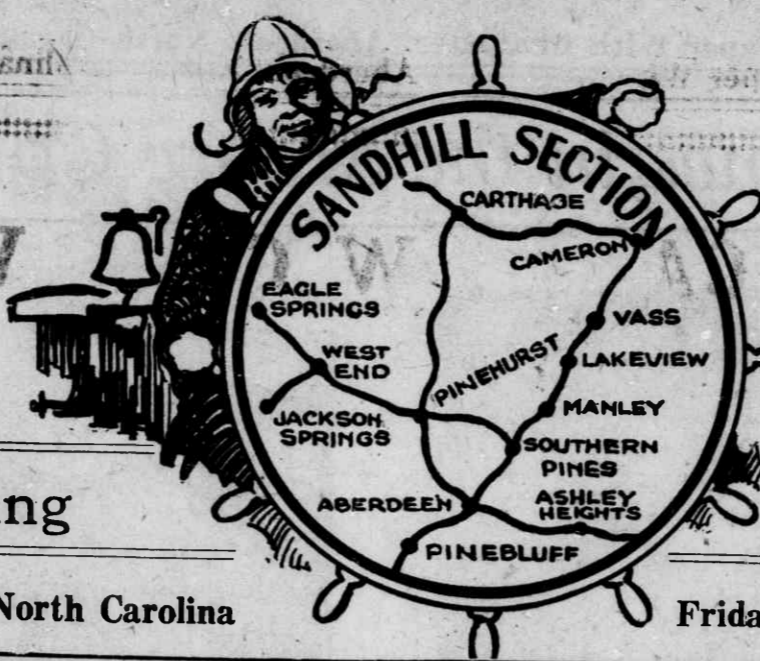 SANDHILL SECTION
CARTHAGE
CAMERON
EAGLE
SPRINGS
VASS
WEST
END
PINEHURST
LAKEVIEW
JACKSON
SPRINGS
MANLEY
SOUTHERN
PINES
ABERDEEN
ASHLEY
HEIGHTS
PINEBLUFF
ng
North Carolina
Frida